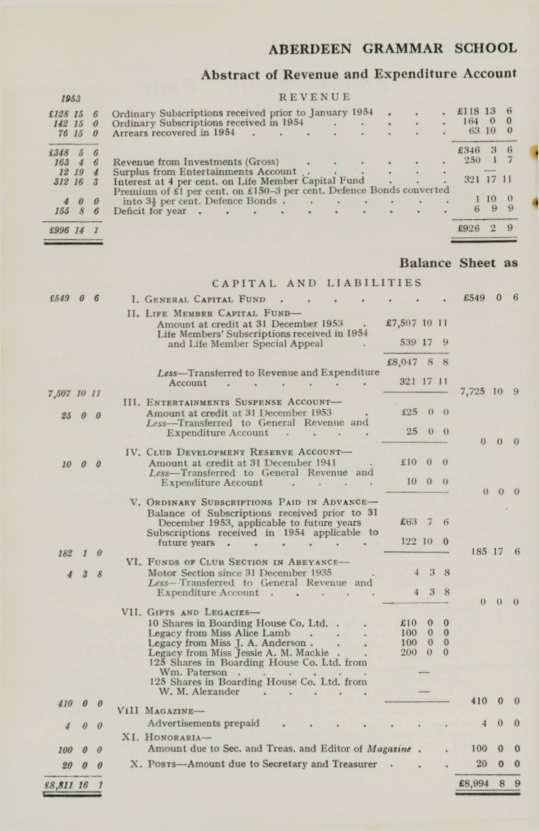 ABERDEEN GRAMMAR SCHOOL
Abstract of Revenue and Expenditure Account
1953 REVENUE
£128 15 6 Ordinary Subscriptions received prior to January 1954 . . . £118 13 6
142 15 0 Ordinary Subscriptions received in 1954 . . . . . 164 0 0
76 15 0 Arrears recovered in 1954 . . . . . . . . 63 10 0
£348 5 6 £346 3 6
163 4 6 Revenue from Investments (Gross) . . . . . . 250 1 7
12 19 4 Surplus from Entertainments Account . . . . . .
312 16 3 Interest at 4 per cent. on Life Member Capital Fund . . . 321 17 11
Premium of £1 per cent. on £150-3 per cent. Defence Bonds converted
4 0 0 into 3½ per cent. Defence Bonds . . . . . . . 1 10 0
155 8 6 Deficit for year . . . . . . . . . . 6 9 9
£996 14 1 £926 2 9
Balance Sheet as
CAPITAL AND LIABILITIES
£549 0 6 I. GENERAL CAPITAL FUND . . . . . . . £549 0 6
II. LIFE MEMBER CAPITAL FUND—
Amount at credit at 31 December 1953 . £7,507 10 11
Life Members' Subscriptions received in 1954
and Life Member Special Appeal . 539 17 9
£8,047 8 8
Less—Transferred to Revenue and Expenditure
Account . . . . . . 321 17 11
7,507 10 11 7,725 10 9
III. ENTERTAINMENTS SUSPENSE ACCOUNT—
25 0 0 Amount at credit at 31 December 1953 . £25 0 0
Less—Transferred to General Revenue and
Expenditure Account . . . . 25 0 0
0 0 0
IV. CLUB DEVELOPMENT RESERVE ACCOUNT—
10 0 0 Amount at credit at 31 December 1941 . £10 0 0
Less—Transferred to General Revenue and
Expenditure Account . . . . 10 0 0
0 0 0
V. ORDINARY SUBSCRIPTIONS PAID IN ADVANCE—
Balance of Subscriptions received prior to 31
December 1953, applicable to future years £63 7 6
Subscriptions received in 1954 applicable to
future years . . . . . . 122 10 0
182 1 0 185 17 6
VI. FUNDS OF CLUB SECTION IN ABEYANCE—
4 3 8 Motor Section since 31 December 1935 . 4 3 8
Less—Transferred to General Revenue and
Expenditure Account . . . . . 4 3 8
0 0 0
VII. GIFTS AND LEGACIES—
10 Shares in Boarding House Co. Ltd. . . £10 0 0
Legacy from Miss Alice Lamb . . . 100 0 0
Legacy from Miss J. A. Anderson . . . 100 0 0
Legacy from Miss Jessie A. M. Mackie . . 200 0 0
125 Shares in Boarding House Co. Ltd. from
Wm. Paterson . . . . . . —
125 Shares in Boarding House Co. Ltd. from
W. M. Alexander . . . . . —
410 0 0 410 0 0
VIII MAGAZINE—
4 0 0 Advertisements prepaid . . . . . . . 4 0 0
XI. HONORARIA—
100 0 0 Amount due to Sec. and Treas. and Editor of Magazine . . 100 0 0
20 0 0 X. POSTS—Amount due to Secretary and Treasurer . . . 20 0 0
£8,811 16 1 £8,994 8 9